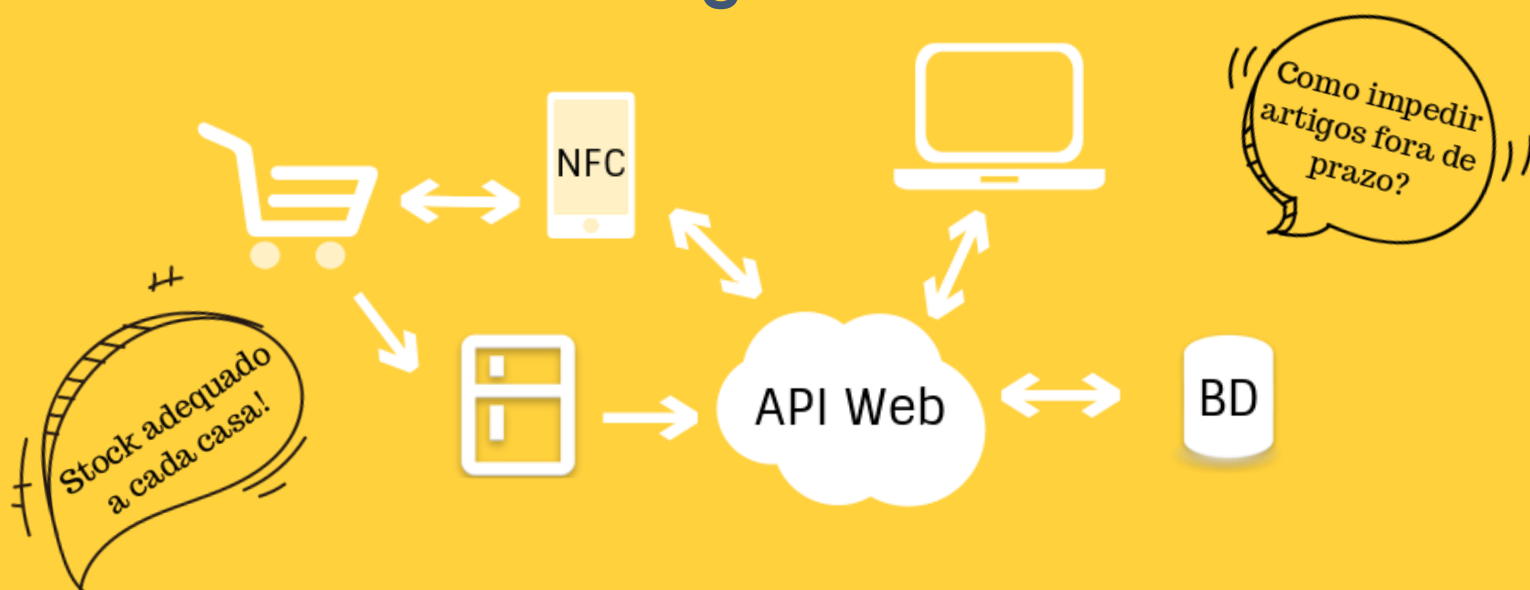 NFC
Como impedir
artigos fora de
prazo?
Stock adequado
a cada casa!
API Web
BD